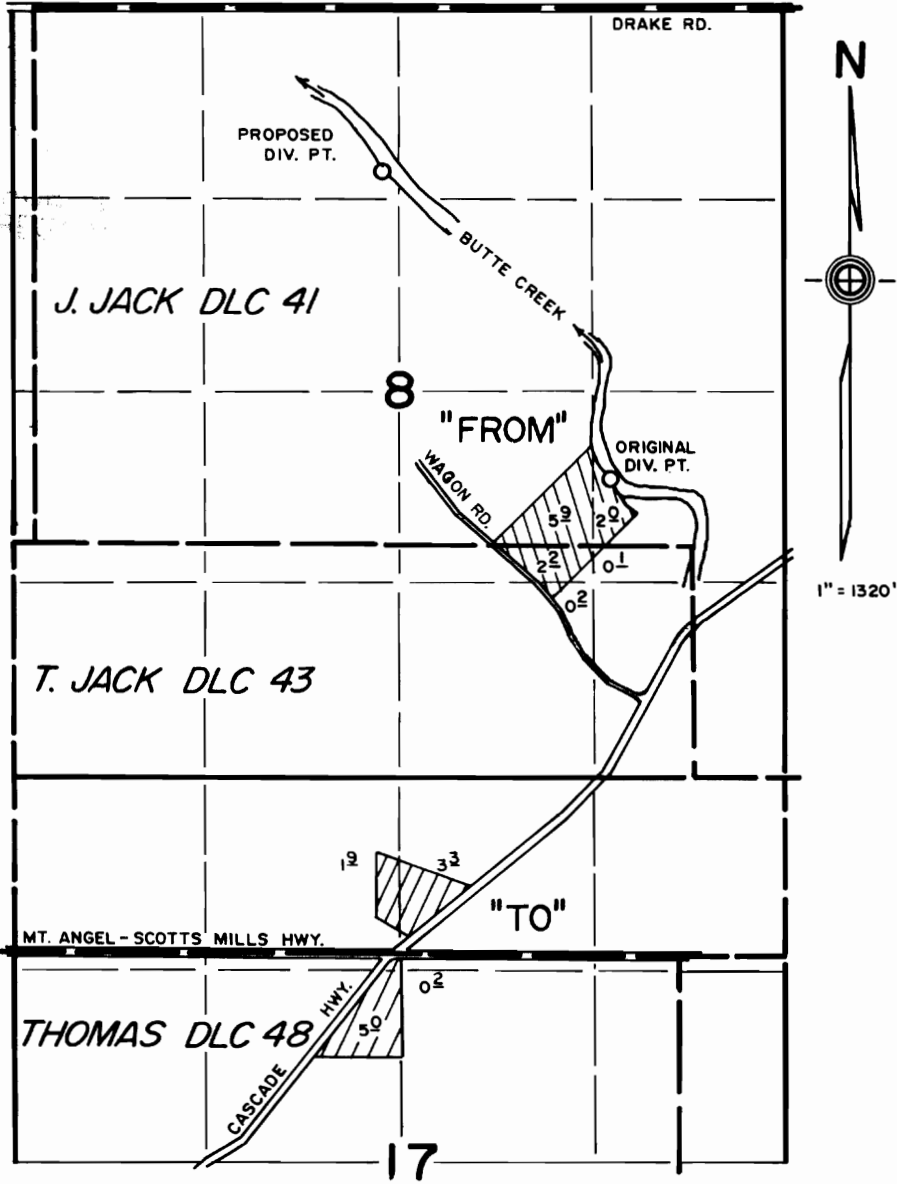 DRAKE RD.
N
PROPOSED
DIV. PT.
BUTTE CREEK
J. JACK DLC 41
8
"FROM"
WAGON RD.
ORIGINAL
DIV. PT.
5 9
2 0
2 2
0 1
0 2
1" = 1320'
T. JACK DLC 43
1 9
3 3
"TO"
MT. ANGEL - SCOTTS MILLS HWY.
0 2
THOMAS DLC 48
5 0
CASCADE HWY.
17